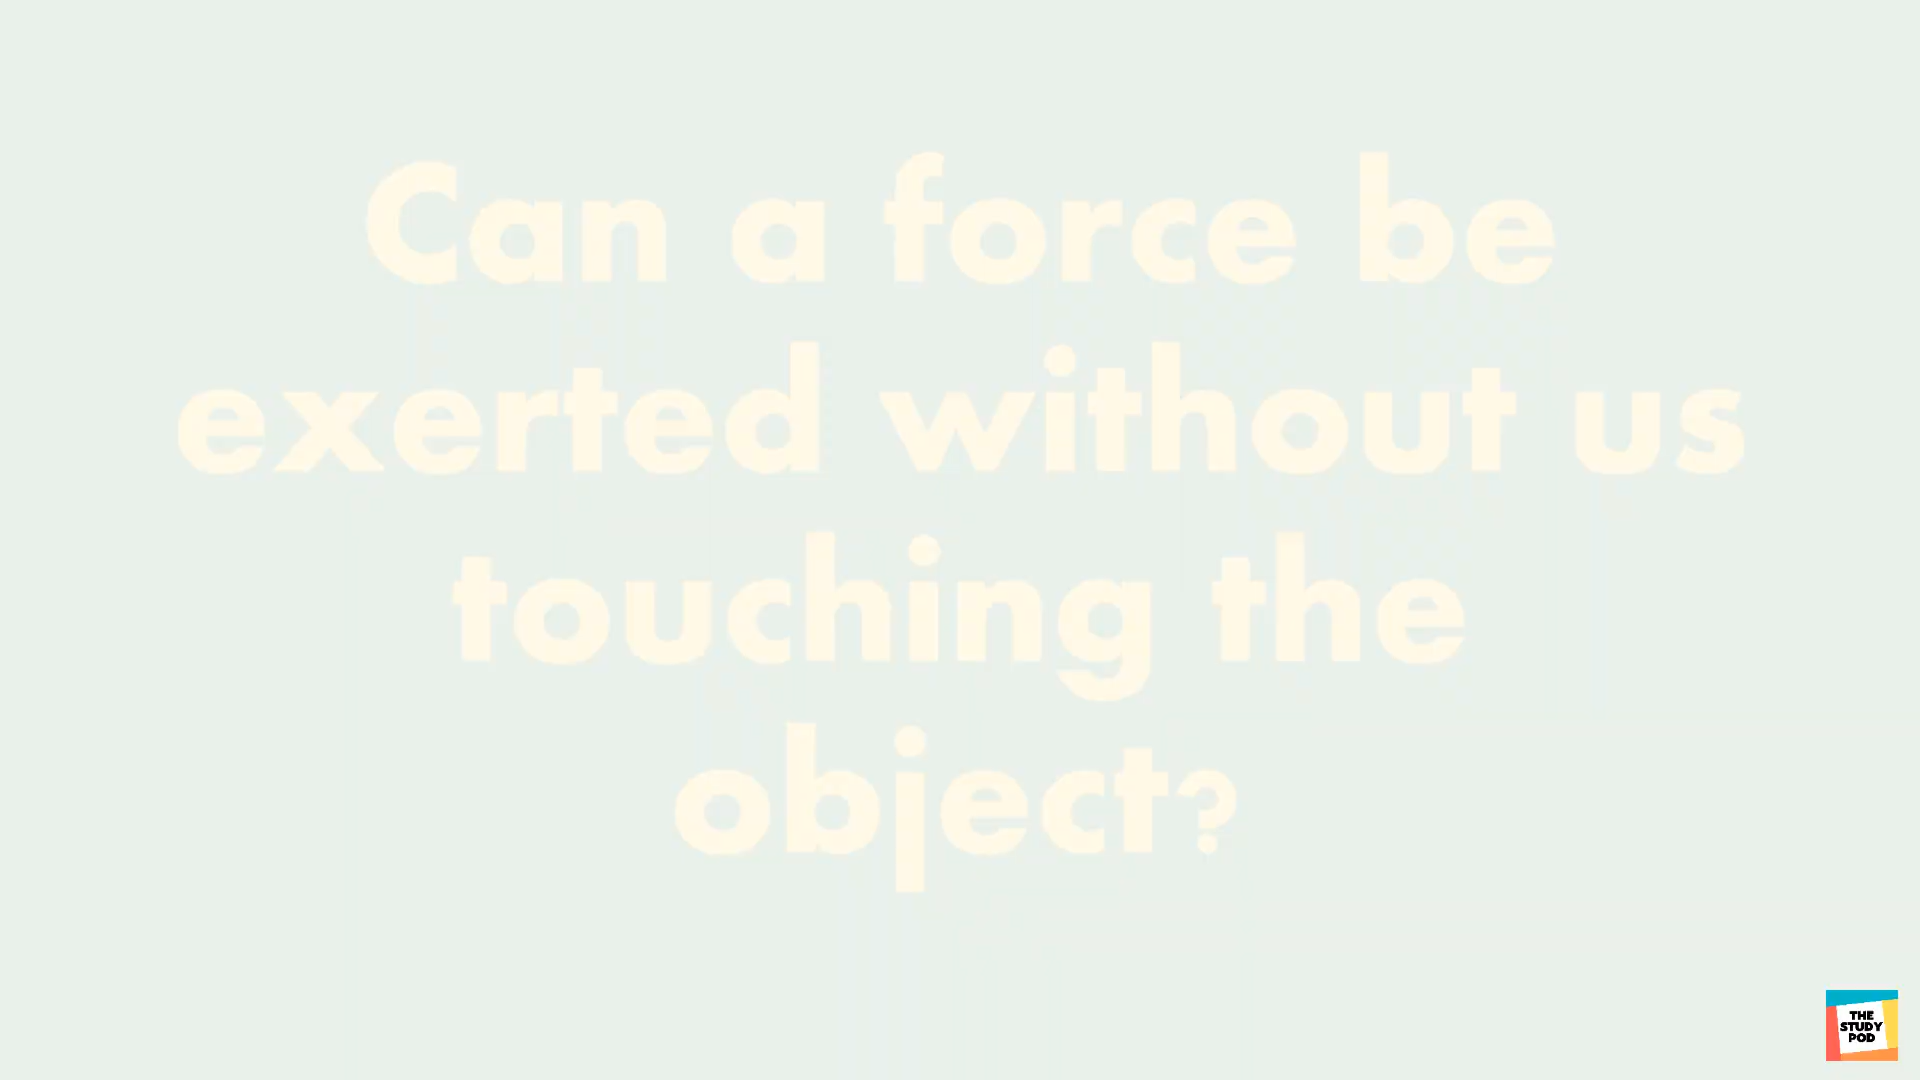 Can a force be
exerted without us
touching the
object?
THE
STUDY
POD